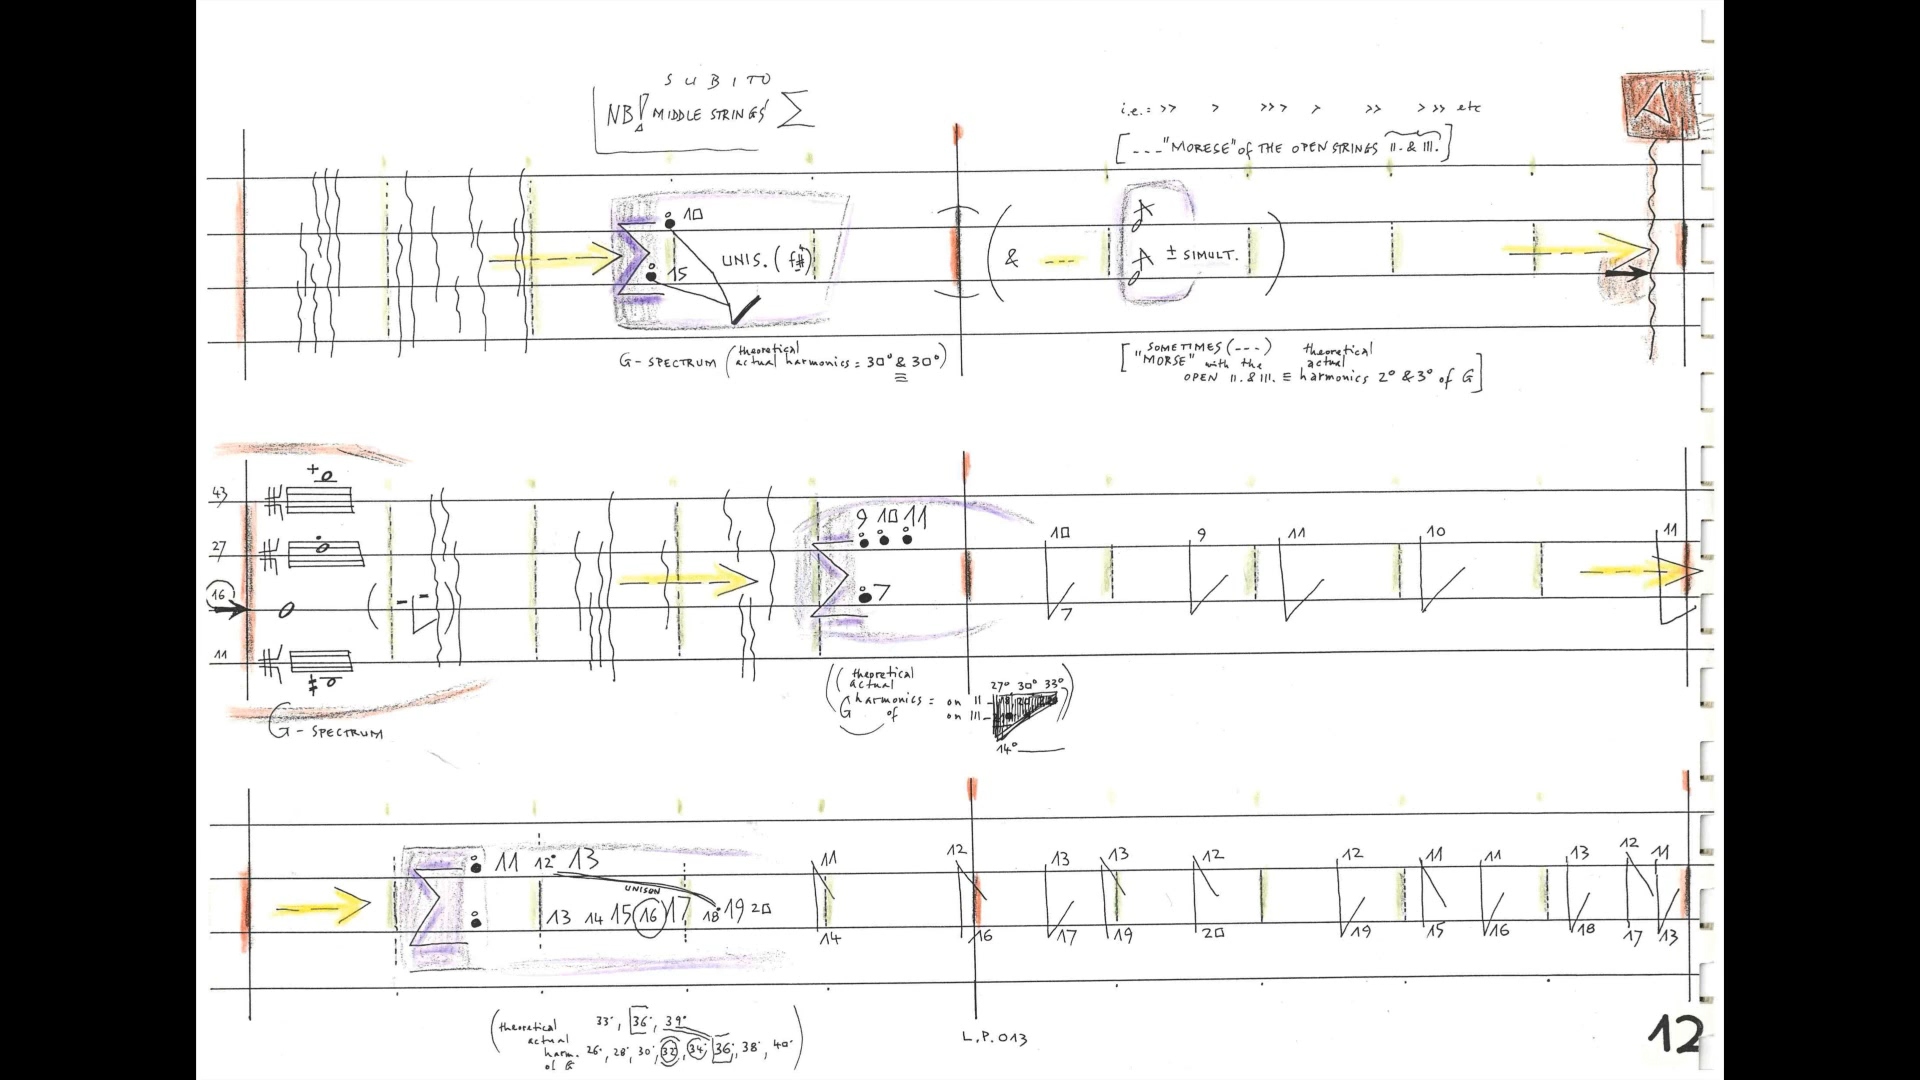 SUBITO
NB! MIDDLE STRINGS' Σ
i.e.: >> > >>> > >> > >> etc
[---"MORESE" of THE OPEN STRINGS II. & III.]
A
10
15
UNIS. (f#)
( &
± SIMULT. )
G-SPECTRUM (theoretical
actual harmonics = 30° & 30°)
[ SOMETIMES (---) theoretical
"MORSE" with the actual
OPEN II. & III. ≡ harmonics 2° & 3° of G]
43
27
16
11
G-SPECTRUM
9 10 11
7
10 9 11 10 11
7
(theoretical
actual
harmonics = on II
G of on III
27° 30° 33°
14°
11 12° 13
UNISON
13 14 15 16 17 18° 19 20
11 12 13 13 12 12 11 11 13 12 11
14 16 17 19 20 19 15 16 18 17 13
(theoretical 33°, 36°, 39°
actual
harm. 26°, 28°, 30°, 32°, 34°, 36°, 38°, 40°)
of G
L.P. 013
12